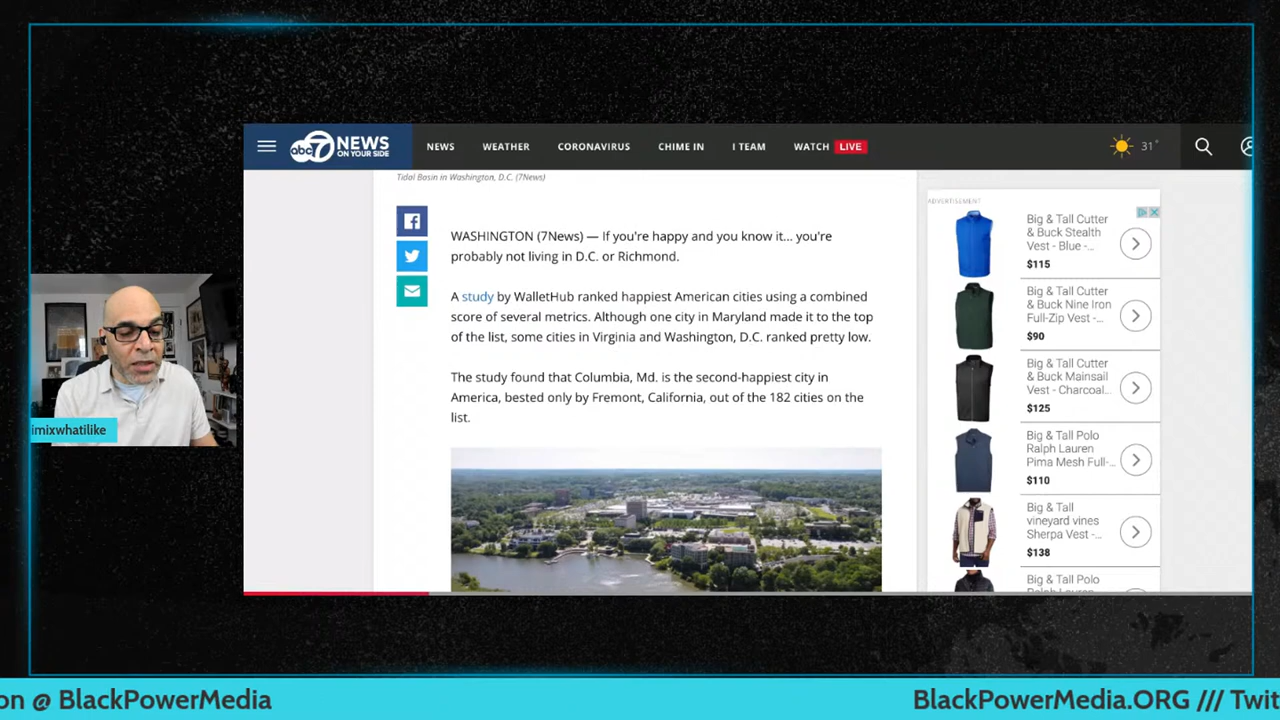 abc 7 NEWS
ON YOUR SIDE
NEWS
WEATHER
CORONAVIRUS
CHIME IN
I TEAM
WATCH LIVE
31°
Tidal Basin in Washington, D.C. (7News)
WASHINGTON (7News) — If you're happy and you know it... you're
probably not living in D.C. or Richmond.
A study by WalletHub ranked happiest American cities using a combined
score of several metrics. Although one city in Maryland made it to the top
of the list, some cities in Virginia and Washington, D.C. ranked pretty low.
The study found that Columbia, Md. is the second-happiest city in
America, bested only by Fremont, California, out of the 182 cities on the
list.
ADVERTISEMENT
Big & Tall Cutter
& Buck Stealth
Vest - Blue -...
$115
Big & Tall Cutter
& Buck Nine Iron
Full-Zip Vest -...
$90
Big & Tall Cutter
& Buck Mainsail
Vest - Charcoal...
$125
Big & Tall Polo
Ralph Lauren
Pima Mesh Full-...
$110
Big & Tall
vineyard vines
Sherpa Vest -...
$138
Big & Tall Polo
Ralph Lauren
imixwhatilike
on @ BlackPowerMedia
BlackPowerMedia.ORG /// Twit